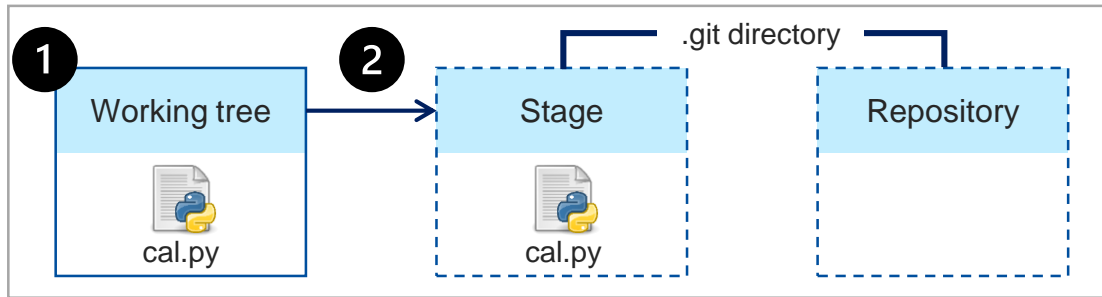 .git directory
1
2
Working tree
Stage
Repository
cal.py
cal.py